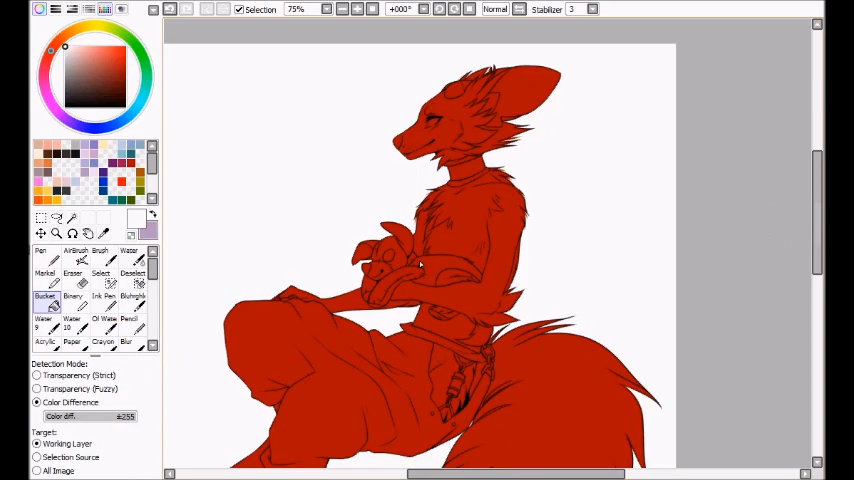 Selection
75%
+000°
Normal
Stabilizer
3
Pen
AirBrush
Brush
Water
Marker
Eraser
Select
Deselect
Bucket
Binary
Ink Pen
Bluhrghk
Water
9
Water
10
Oil Wate
Pencil
Acrylic
Paper
Crayon
Blur
Detection Mode:
Transparency (Strict)
Transparency (Fuzzy)
Color Difference
Color diff.
±255
Target:
Working Layer
Selection Source
All Image